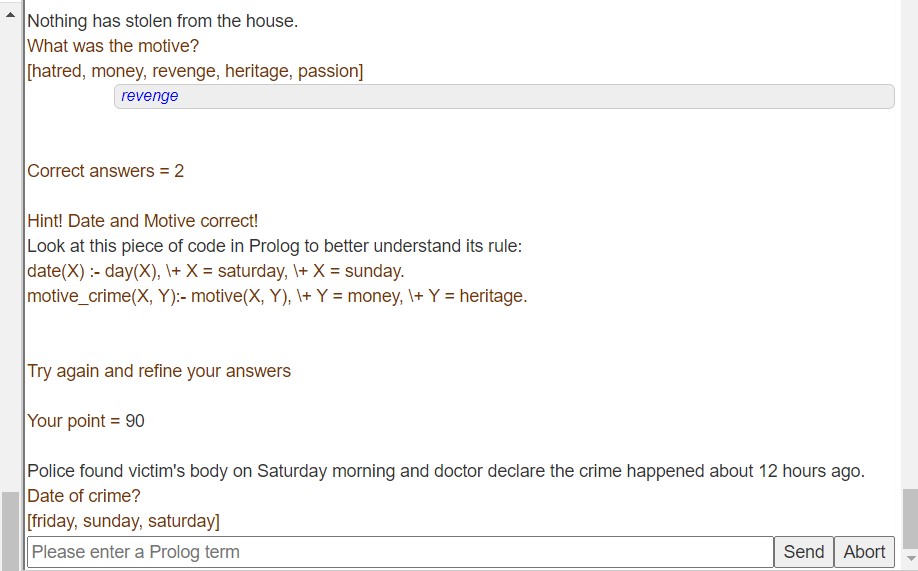 Nothing has stolen from the house.
What was the motive?
[hatred, money, revenge, heritage, passion]
revenge
Correct answers = 2
Hint! Date and Motive correct!
Look at this piece of code in Prolog to better understand its rule:
date(X) :- day(X), \+ X = saturday, \+ X = sunday.
motive_crime(X, Y):- motive(X, Y), \+ Y = money, \+ Y = heritage.
Try again and refine your answers
Your point = 90
Police found victim's body on Saturday morning and doctor declare the crime happened about 12 hours ago.
Date of crime?
[friday, sunday, saturday]
Please enter a Prolog term Send Abort